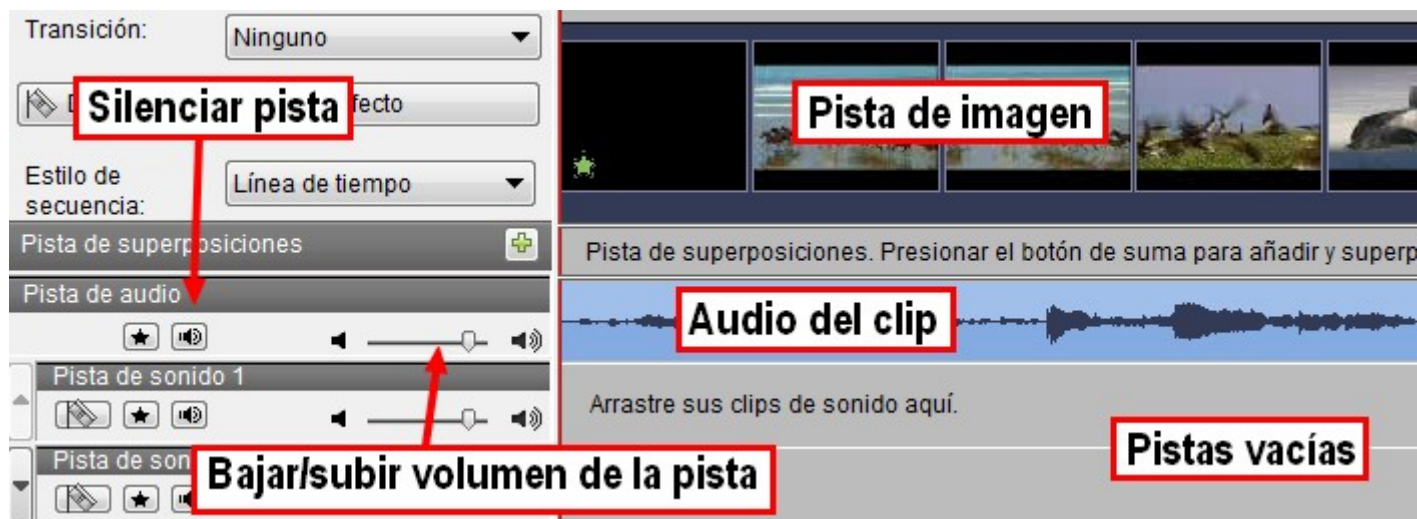 Transición:
Ninguno
Silenciar pista
fecto
Pista de imagen
Estilo de
secuencia:
Línea de tiempo
Pista de superposiciones
Pista de superposiciones. Presionar el botón de suma para añadir y superp
Pista de audio
Audio del clip
Pista de sonido 1
Arrastre sus clips de sonido aquí.
Pistas vacías
Pista de son
Bajar/subir volumen de la pista